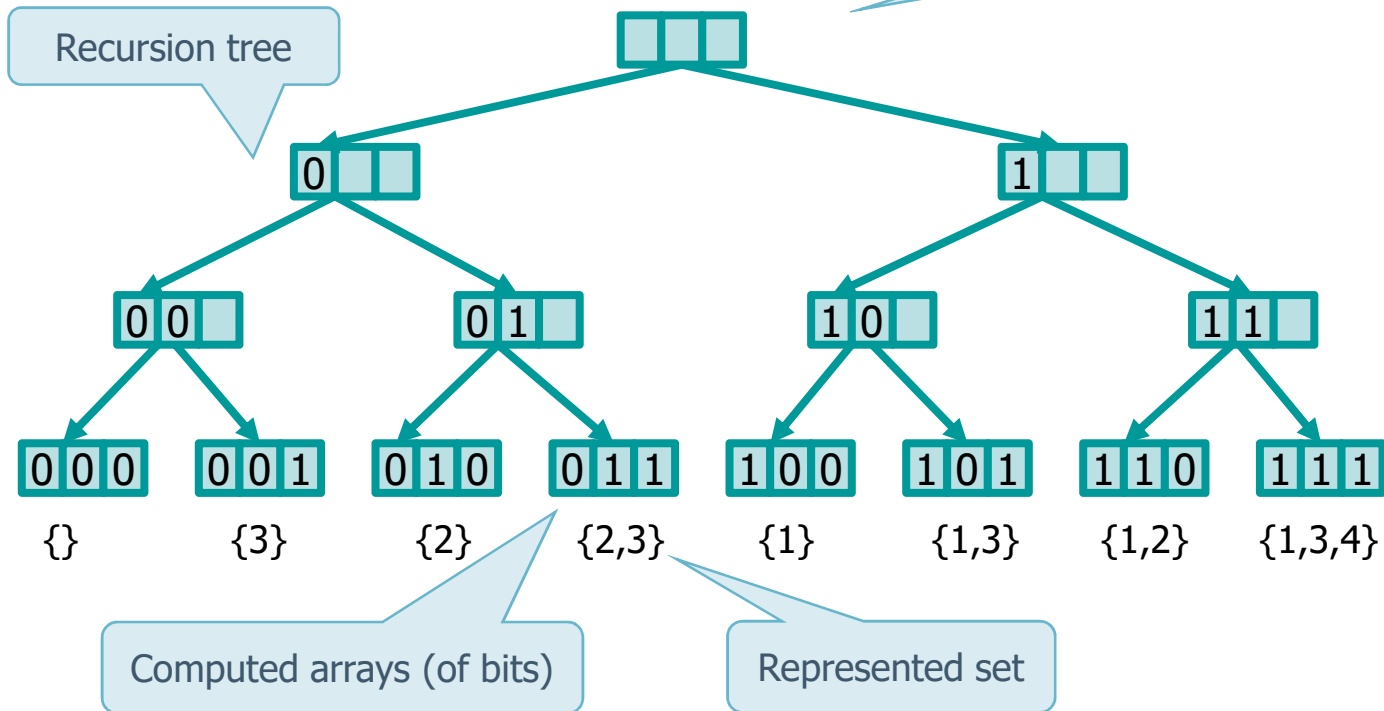 Recursion tree
0
1
0 0
0 1
1 0
1 1
0 0 0
0 0 1
0 1 0
0 1 1
1 0 0
1 0 1
1 1 0
1 1 1
{}
{3}
{2}
{2,3}
{1}
{1,3}
{1,2}
{1,3,4}
Computed arrays (of bits)
Represented set